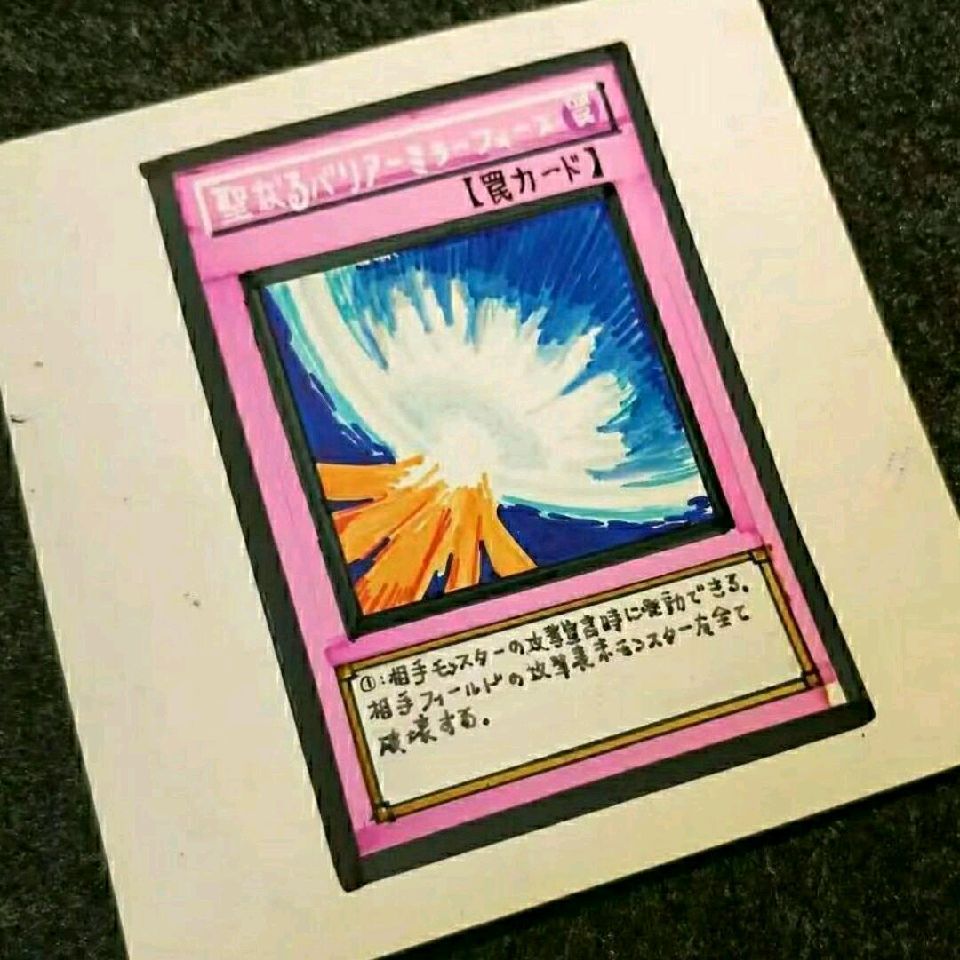 聖なるバリアーミラーフォース 罠
【罠カード】
①:相手モンスターの攻撃宣言時に発動できる。
相手フィールドの攻撃表示モンスターを全て
破壊する。